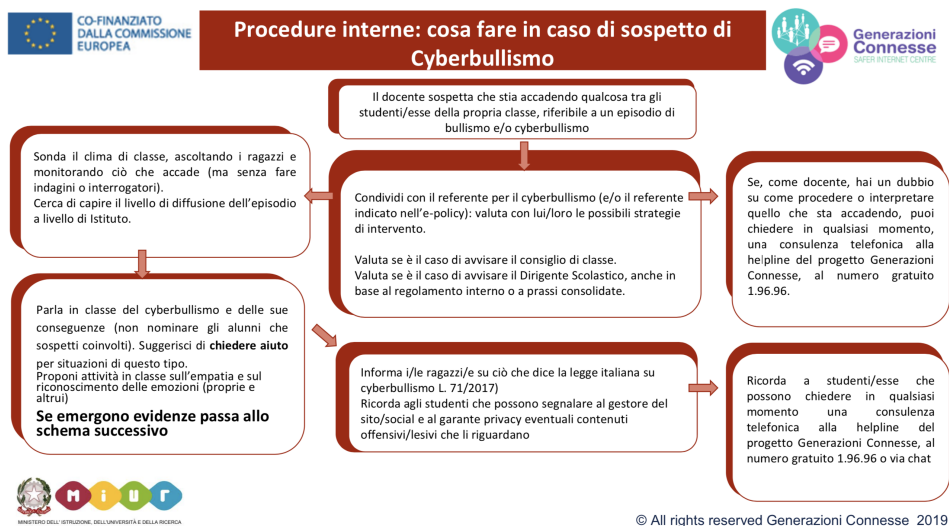 CO-FINANZIATO
DALLA COMMISSIONE
EUROPEA
Procedure interne: cosa fare in caso di sospetto di
Cyberbullismo
Generazioni
Connesse
SAFER INTERNET CENTRE
Il docente sospetta che stia accadendo qualcosa tra gli
studenti/esse della propria classe, riferibile a un episodio di
bullismo e/o cyberbullismo
Sonda il clima di classe, ascoltando i ragazzi e
monitorando ciò che accade (ma senza fare
indagini o interrogatori).
Cerca di capire il livello di diffusione dell'episodio
a livello di Istituto.
Condividi con il referente per il cyberbullismo (e/o il referente
indicato nell'e-policy): valuta con lui/loro le possibili strategie
di intervento.
Valuta se è il caso di avvisare il consiglio di classe.
Valuta se è il caso di avvisare il Dirigente Scolastico, anche in
base al regolamento interno o a prassi consolidate.
Se, come docente, hai un dubbio
su come procedere o interpretare
quello che sta accadendo, puoi
chiedere in qualsiasi momento,
una consulenza telefonica alla
helpline del progetto Generazioni
Connesse, al numero gratuito
1.96.96.
Parla in classe del cyberbullismo e delle sue
conseguenze (non nominare gli alunni che
sospetti coinvolti). Suggerisci di chiedere aiuto
per situazioni di questo tipo.
Proponi attività in classe sull'empatia e sul
riconoscimento delle emozioni (proprie e
altrui)
Se emergono evidenze passa allo
schema successivo
Informa i/le ragazzi/e su ciò che dice la legge italiana su
cyberbullismo L. 71/2017)
Ricorda agli studenti che possono segnalare al gestore del
sito/social e al garante privacy eventuali contenuti
offensivi/lesivi che li riguardano
Ricorda a studenti/esse che
possono chiedere in qualsiasi
momento una consulenza
telefonica alla helpline del
progetto Generazioni Connesse, al
numero gratuito 1.96.96 o via chat
M i u r
MINISTERO DELL' ISTRUZIONE, DELL'UNIVERSITÀ E DELLA RICERCA
© All rights reserved Generazioni Connesse 2019